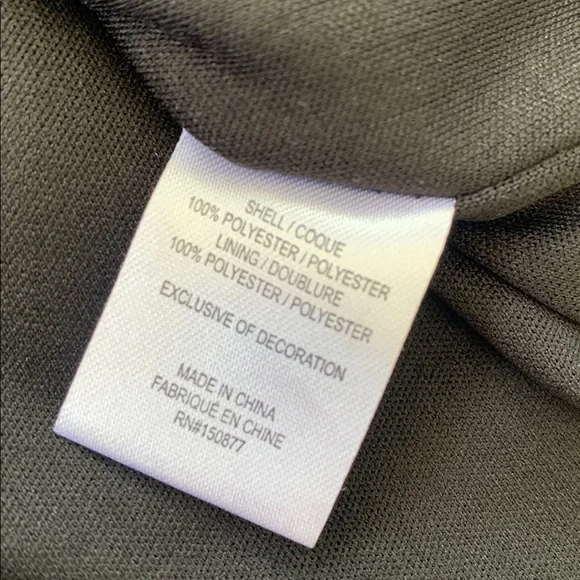 SHELL / COQUE
100% POLYESTER / POLYESTER
LINING / DOUBLURE
100% POLYESTER / POLYESTER
EXCLUSIVE OF DECORATION
MADE IN CHINA
FABRIQUÉ EN CHINE
RN#150877